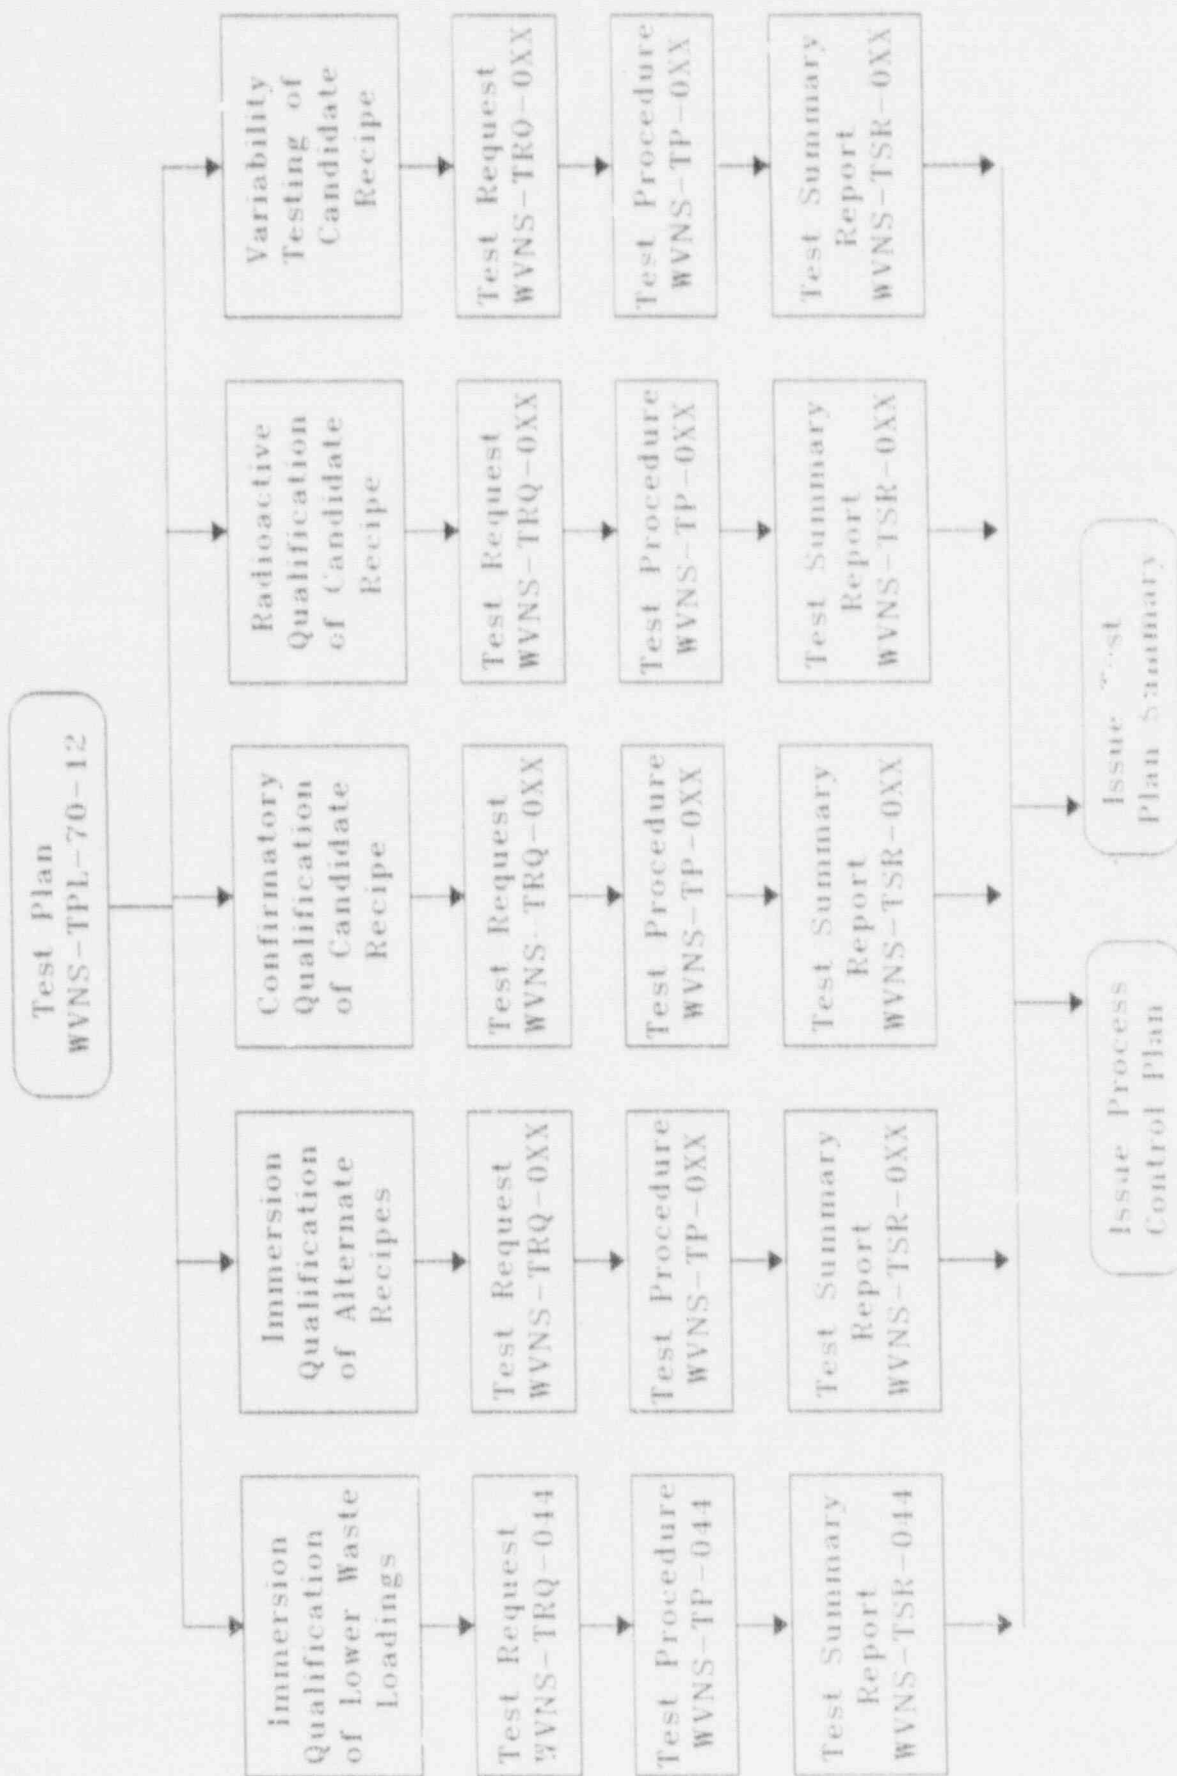 Test Plan
WVNS-TPL-70-12
Immersion
Qualification
of Lower Waste
Loadings
Test Request
WVNS-TRQ-044
Test Procedure
WVNS-TP-044
Test Summary
Report
WVNS-TSR-044
Immersion
Qualification
of Alternate
Recipes
Test Request
WVNS-TRQ-0XX
Test Procedure
WVNS-TP-0XX
Test Summary
Report
WVNS-TSR-0XX
Confirmatory
Qualification
of Candidate
Recipe
Test Request
WVNS-TRQ-0XX
Test Procedure
WVNS-TP-0XX
Test Summary
Report
WVNS-TSR-0XX
Radioactive
Qualification
of Candidate
Recipe
Test Request
WVNS-TRQ-0XX
Test Procedure
WVNS-TP-0XX
Test Summary
Report
WVNS-TSR-0XX
Variability
Testing of
Candidate
Recipe
Test Request
WVNS-TRQ-0XX
Test Procedure
WVNS-TP-0XX
Test Summary
Report
WVNS-TSR-0XX
Issue Process
Control Plan
Issue Test
Plan Summary